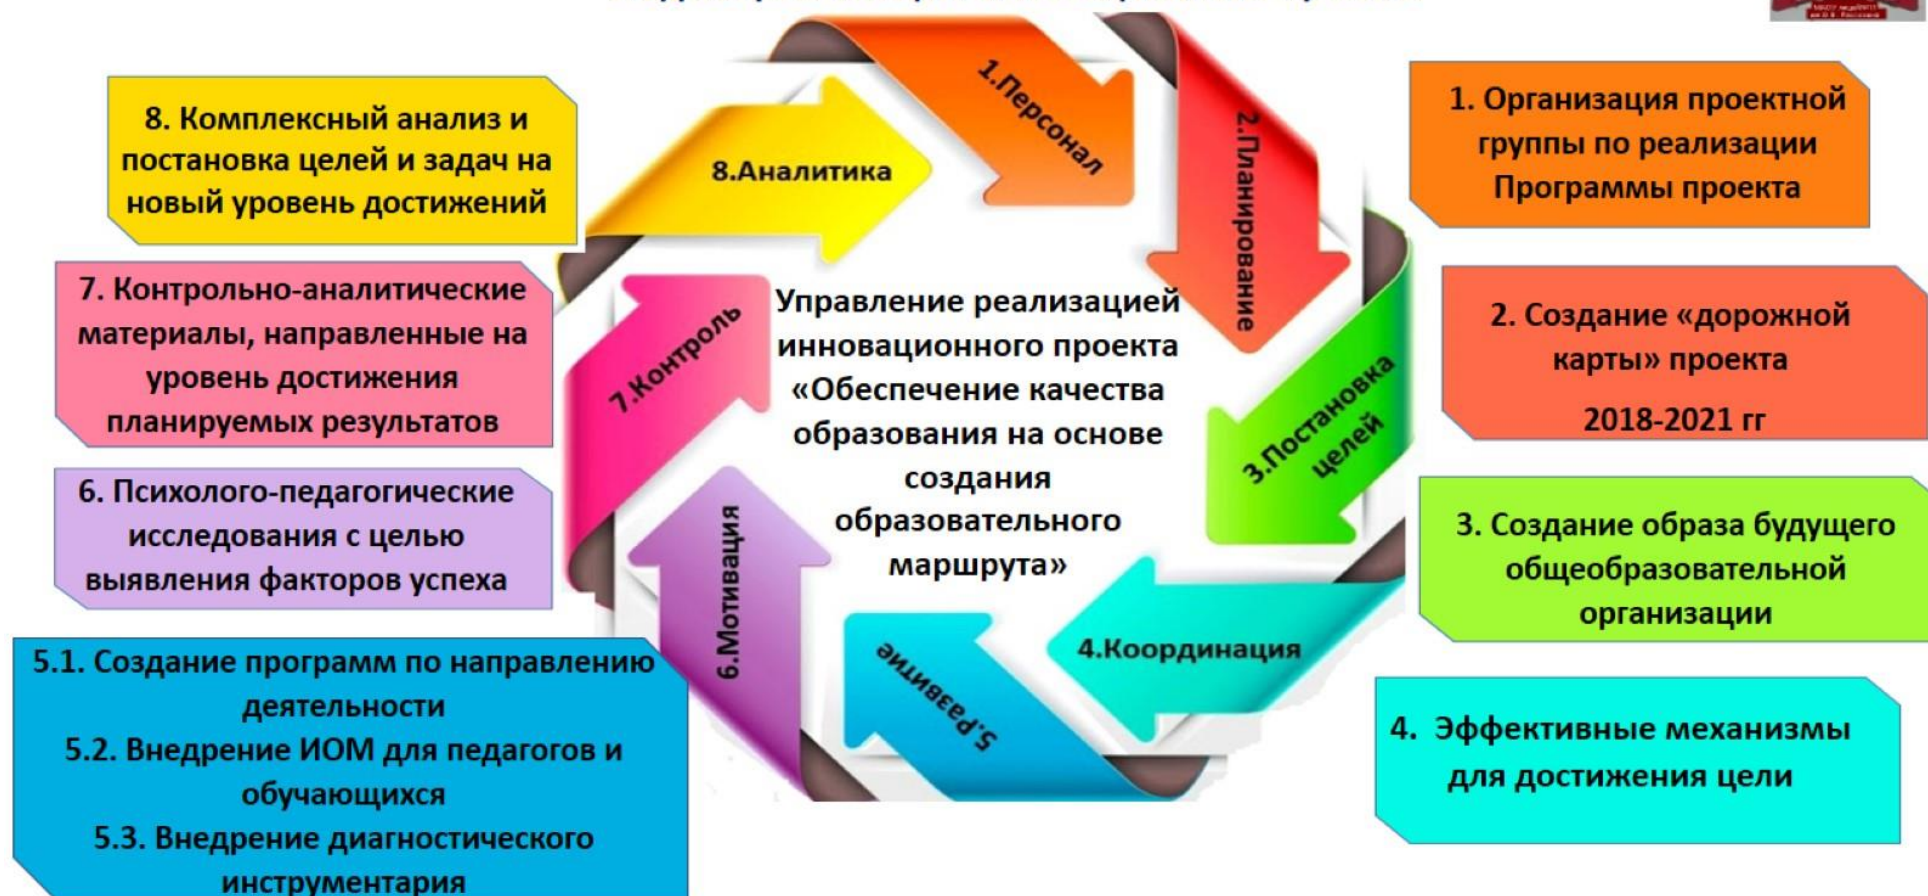 8. Комплексный анализ и
постановка целей и задач на
новый уровень достижений
7. Контрольно-аналитические
материалы, направленные на
уровень достижения
планируемых результатов
6. Психолого-педагогические
исследования с целью
выявления факторов успеха
5.1. Создание программ по направлению
деятельности
5.2. Внедрение ИОМ для педагогов и
обучающихся
5.3. Внедрение диагностического
инструментария
1.Персонал
2.Планирование
3.Постановка
целей
4.Координация
5.Развитие
6.Мотивация
7.Контроль
8.Аналитика
Управление реализацией
инновационного проекта
«Обеспечение качества
образования на основе
создания
образовательного
маршрута»
1. Организация проектной
группы по реализации
Программы проекта
2. Создание «дорожной
карты» проекта
2018-2021 гг
3. Создание образа будущего
общеобразовательной
организации
4. Эффективные механизмы
для достижения цели